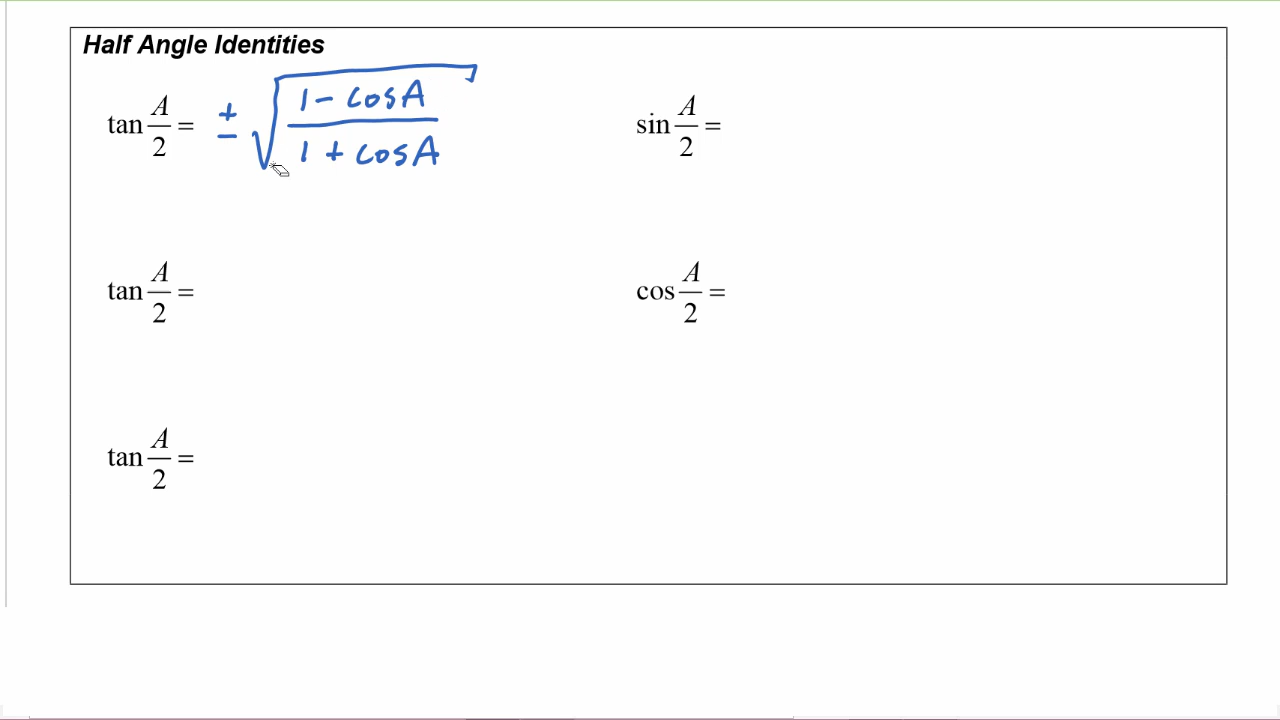 Half Angle Identities
tan A/2 = ± √((1 - cosA)/(1 + cosA))
sin A/2 =
tan A/2 =
cos A/2 =
tan A/2 =